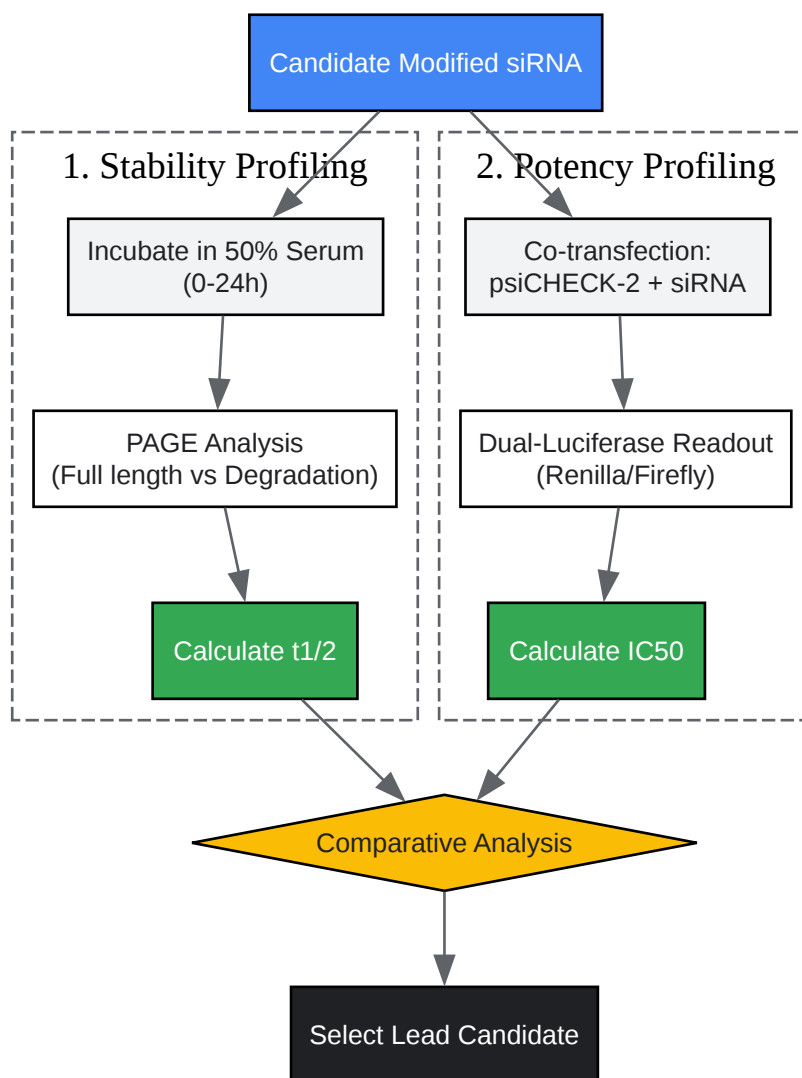 Candidate Modified siRNA
1. Stability Profiling
Incubate in 50% Serum
(0-24h)
PAGE Analysis
(Full length vs Degradation)
Calculate t1/2
2. Potency Profiling
Co-transfection:
psiCHECK-2 + siRNA
Dual-Luciferase Readout
(Renilla/Firefly)
Calculate IC50
Comparative Analysis
Select Lead Candidate